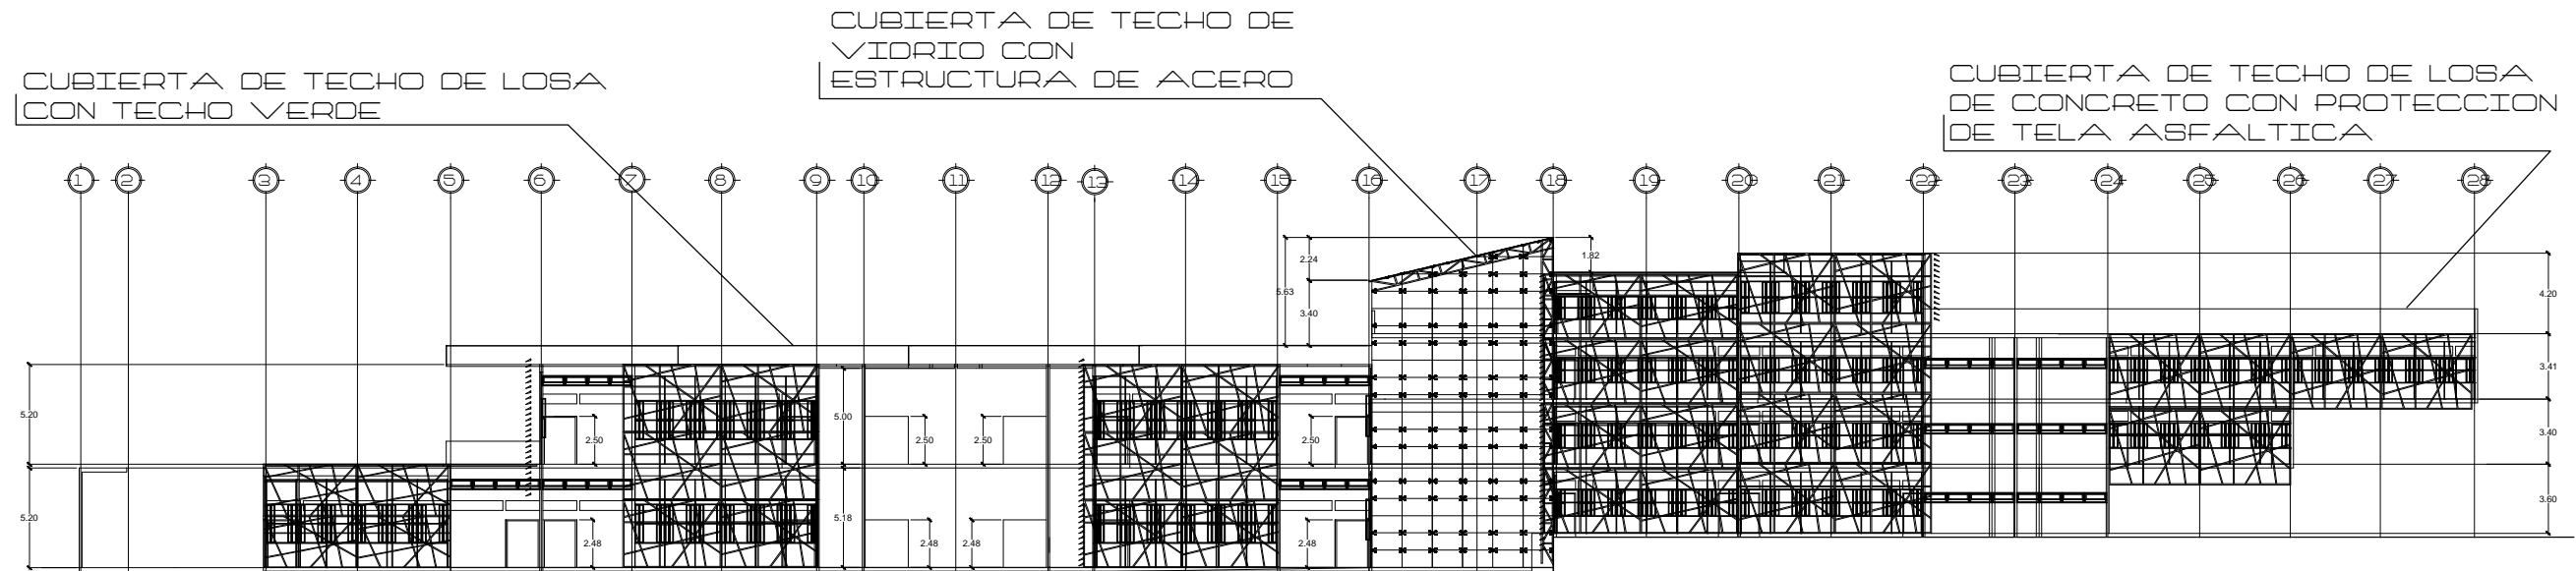 CUBIERTA DE TECHO DE
VIDRIO CON
ESTRUCTURA DE ACERO
CUBIERTA DE TECHO DE LOSA
CON TECHO VERDE
CUBIERTA DE TECHO DE LOSA
DE CONCRETO CON PROTECCION
DE TELA ASFALTICA
1 2 3 4 5 6 7 8 9 10 11 12 13 14 15 16 17 18 19 20 21 22 23 24 25 26 27 28
2.24
1.82
5.63
3.40
4.20
3.41
5.20
5.00
2.50
2.50
2.50
2.50
3.40
3.60
5.20
5.18
2.48
2.48
2.48
2.48